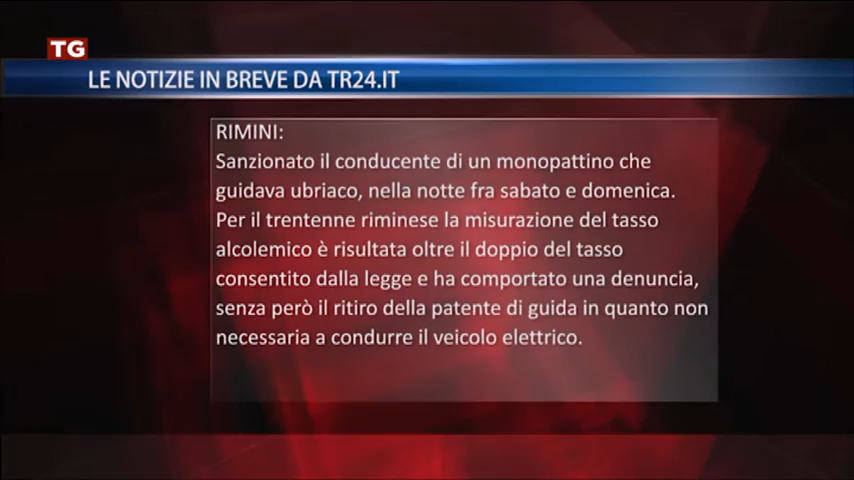 TG
LE NOTIZIE IN BREVE DA TR24.IT
RIMINI:
Sanzionato il conducente di un monopattino che
guidava ubriaco, nella notte fra sabato e domenica.
Per il trentenne riminese la misurazione del tasso
alcolemico è risultata oltre il doppio del tasso
consentito dalla legge e ha comportato una denuncia,
senza però il ritiro della patente di guida in quanto non
necessaria a condurre il veicolo elettrico.